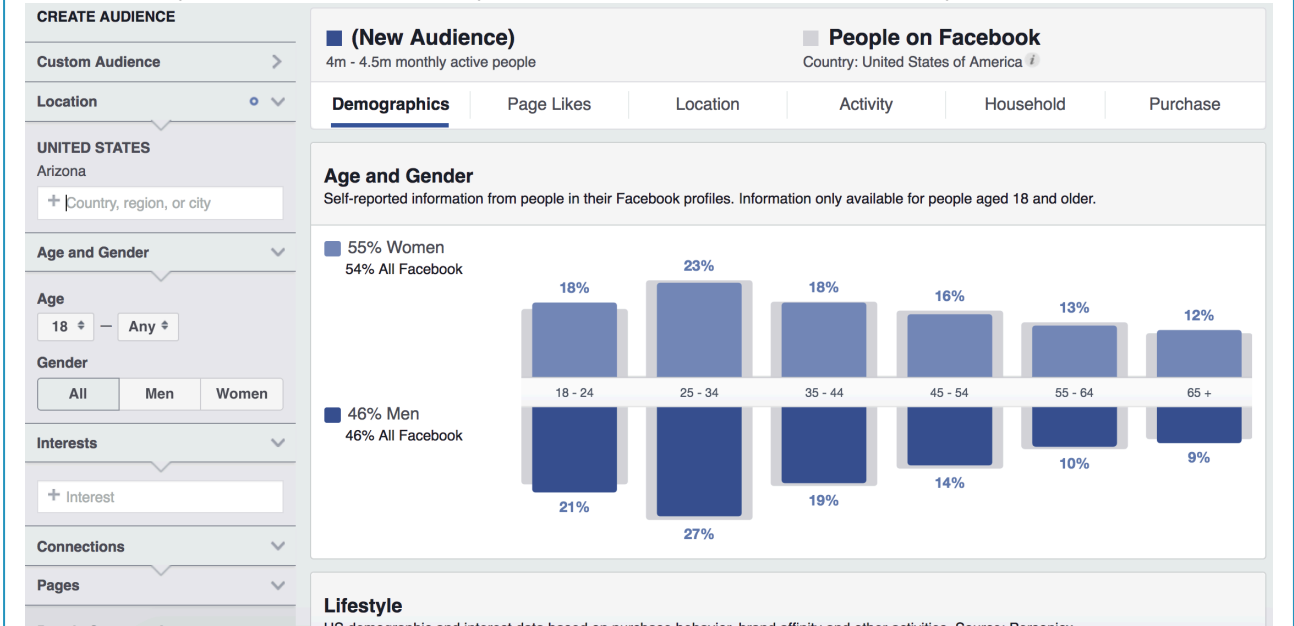 CREATE AUDIENCE
Custom Audience
Location
UNITED STATES
Arizona
+ Country, region, or city
Age and Gender
Age
18 — Any
Gender
All Men Women
Interests
+ Interest
Connections
Pages
(New Audience)
4m - 4.5m monthly active people
People on Facebook
Country: United States of America i
Demographics Page Likes Location Activity Household Purchase
Age and Gender
Self-reported information from people in their Facebook profiles. Information only available for people aged 18 and older.
55% Women
54% All Facebook
18% 23% 18% 16% 13% 12%
18 - 24 25 - 34 35 - 44 45 - 54 55 - 64 65 +
46% Men
46% All Facebook
21% 27% 19% 14% 10% 9%
Lifestyle